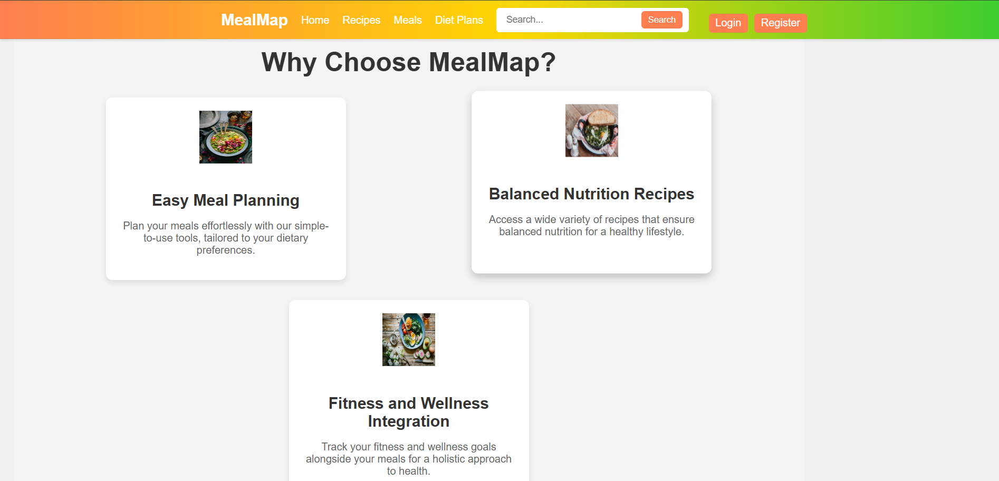 MealMap Home Recipes Meals Diet Plans Search... Search Login Register
Why Choose MealMap?
Easy Meal Planning
Plan your meals effortlessly with our simple-
to-use tools, tailored to your dietary
preferences.
Balanced Nutrition Recipes
Access a wide variety of recipes that ensure
balanced nutrition for a healthy lifestyle.
Fitness and Wellness
Integration
Track your fitness and wellness goals
alongside your meals for a holistic approach
to health.